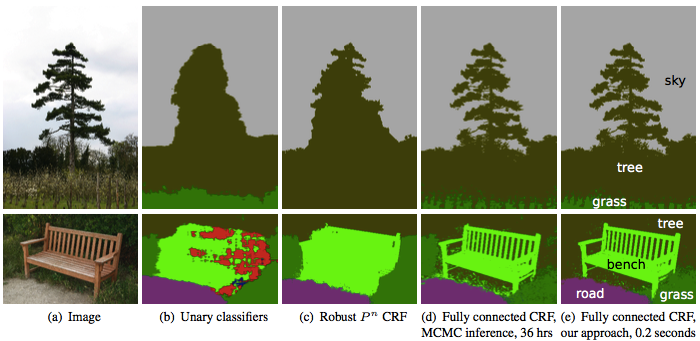 sky
tree
grass
tree
bench
road
grass
(a) Image
(b) Unary classifiers
(c) Robust Pⁿ CRF
(d) Fully connected CRF,
MCMC inference, 36 hrs
(e) Fully connected CRF,
our approach, 0.2 seconds